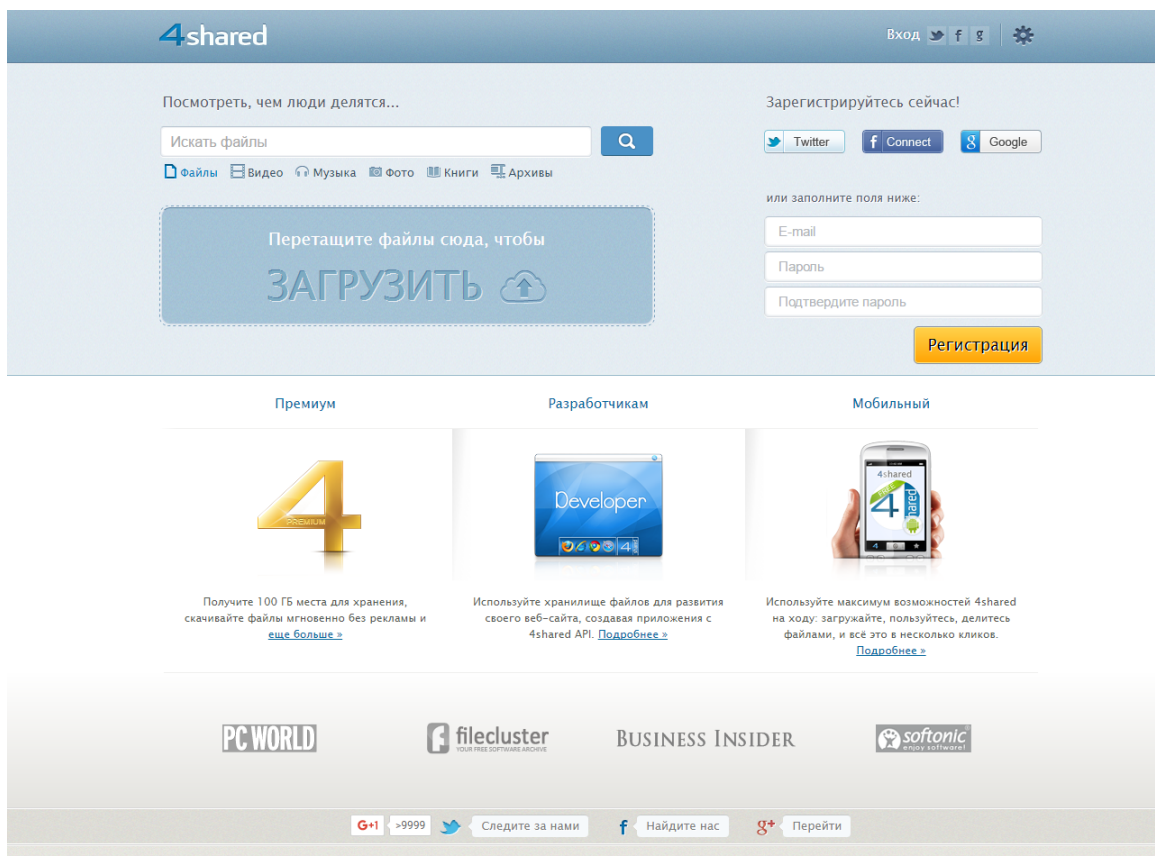 4shared
Вход
Посмотреть, чем люди делятся...
Зарегистрируйтесь сейчас!
Искать файлы
Twitter
Connect
Google
Файлы Видео Музыка Фото Книги Архивы
или заполните поля ниже:
E-mail
Перетащите файлы сюда, чтобы
ЗАГРУЗИТЬ
Пароль
Подтвердите пароль
Регистрация
Премиум
Разработчикам
Мобильный
PREMIUM
Developer
4shared
FREE
4shared
Получите 100 ГБ места для хранения,
скачивайте файлы мгновенно без рекламы и
еще больше »
Используйте хранилище файлов для развития
своего веб-сайта, создавая приложения с
4shared API. Подробнее »
Используйте максимум возможностей 4shared
на ходу: загружайте, пользуйтесь, делитесь
файлами, и всё это в несколько кликов.
Подробнее »
PC WORLD
filecluster
YOUR FREE SOFTWARE ARCHIVE
BUSINESS INSIDER
softonic
enjoy software!
G+1 >9999
Следите за нами
Найдите нас
g+ Перейти